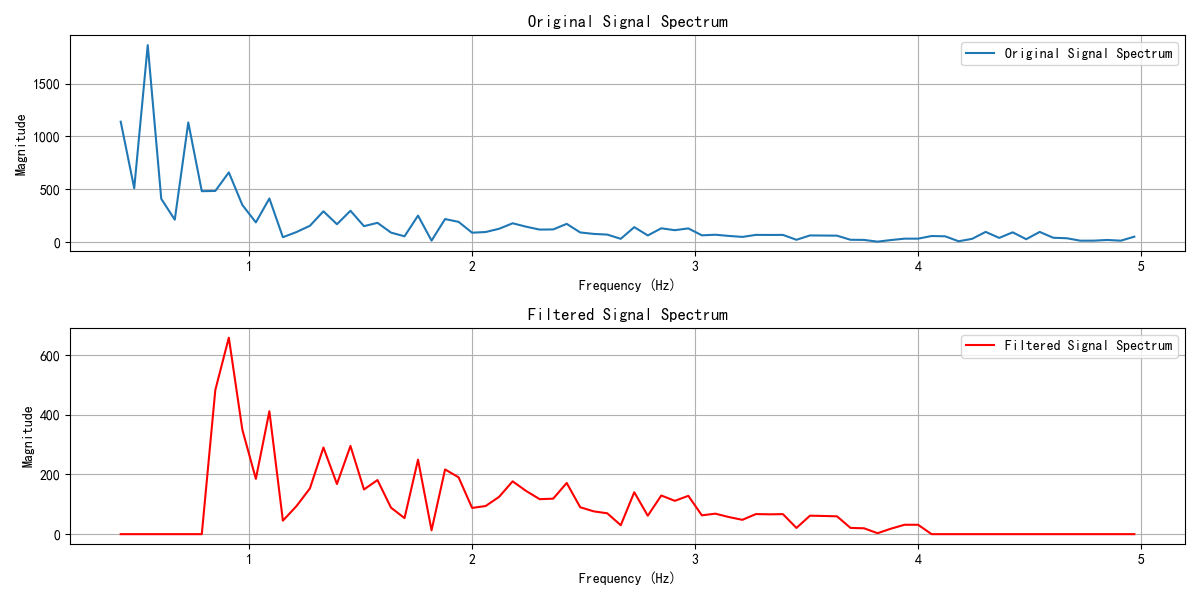 Original Signal Spectrum
Original Signal Spectrum
Magnitude
1500
1000
500
0
1 2 3 4 5
Frequency (Hz)
Filtered Signal Spectrum
Filtered Signal Spectrum
Magnitude
600
400
200
0
1 2 3 4 5
Frequency (Hz)